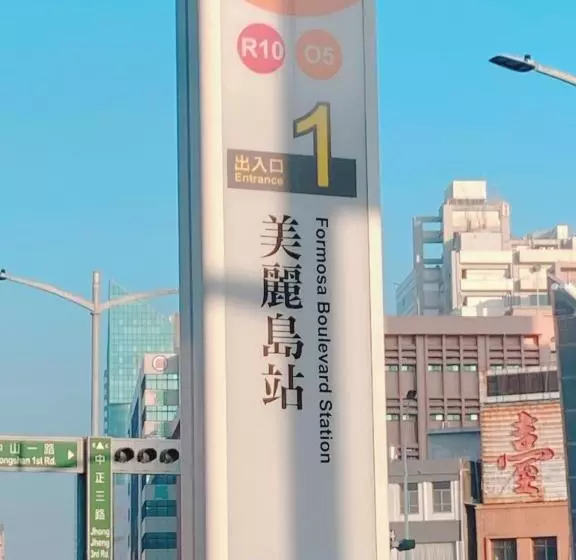 R10 O5
1
出入口
Entrance
美麗島站
Formosa Boulevard Station
中山一路
ongshan 1st Rd.
中正三路
Jhong
Jheng
3rd Rd.